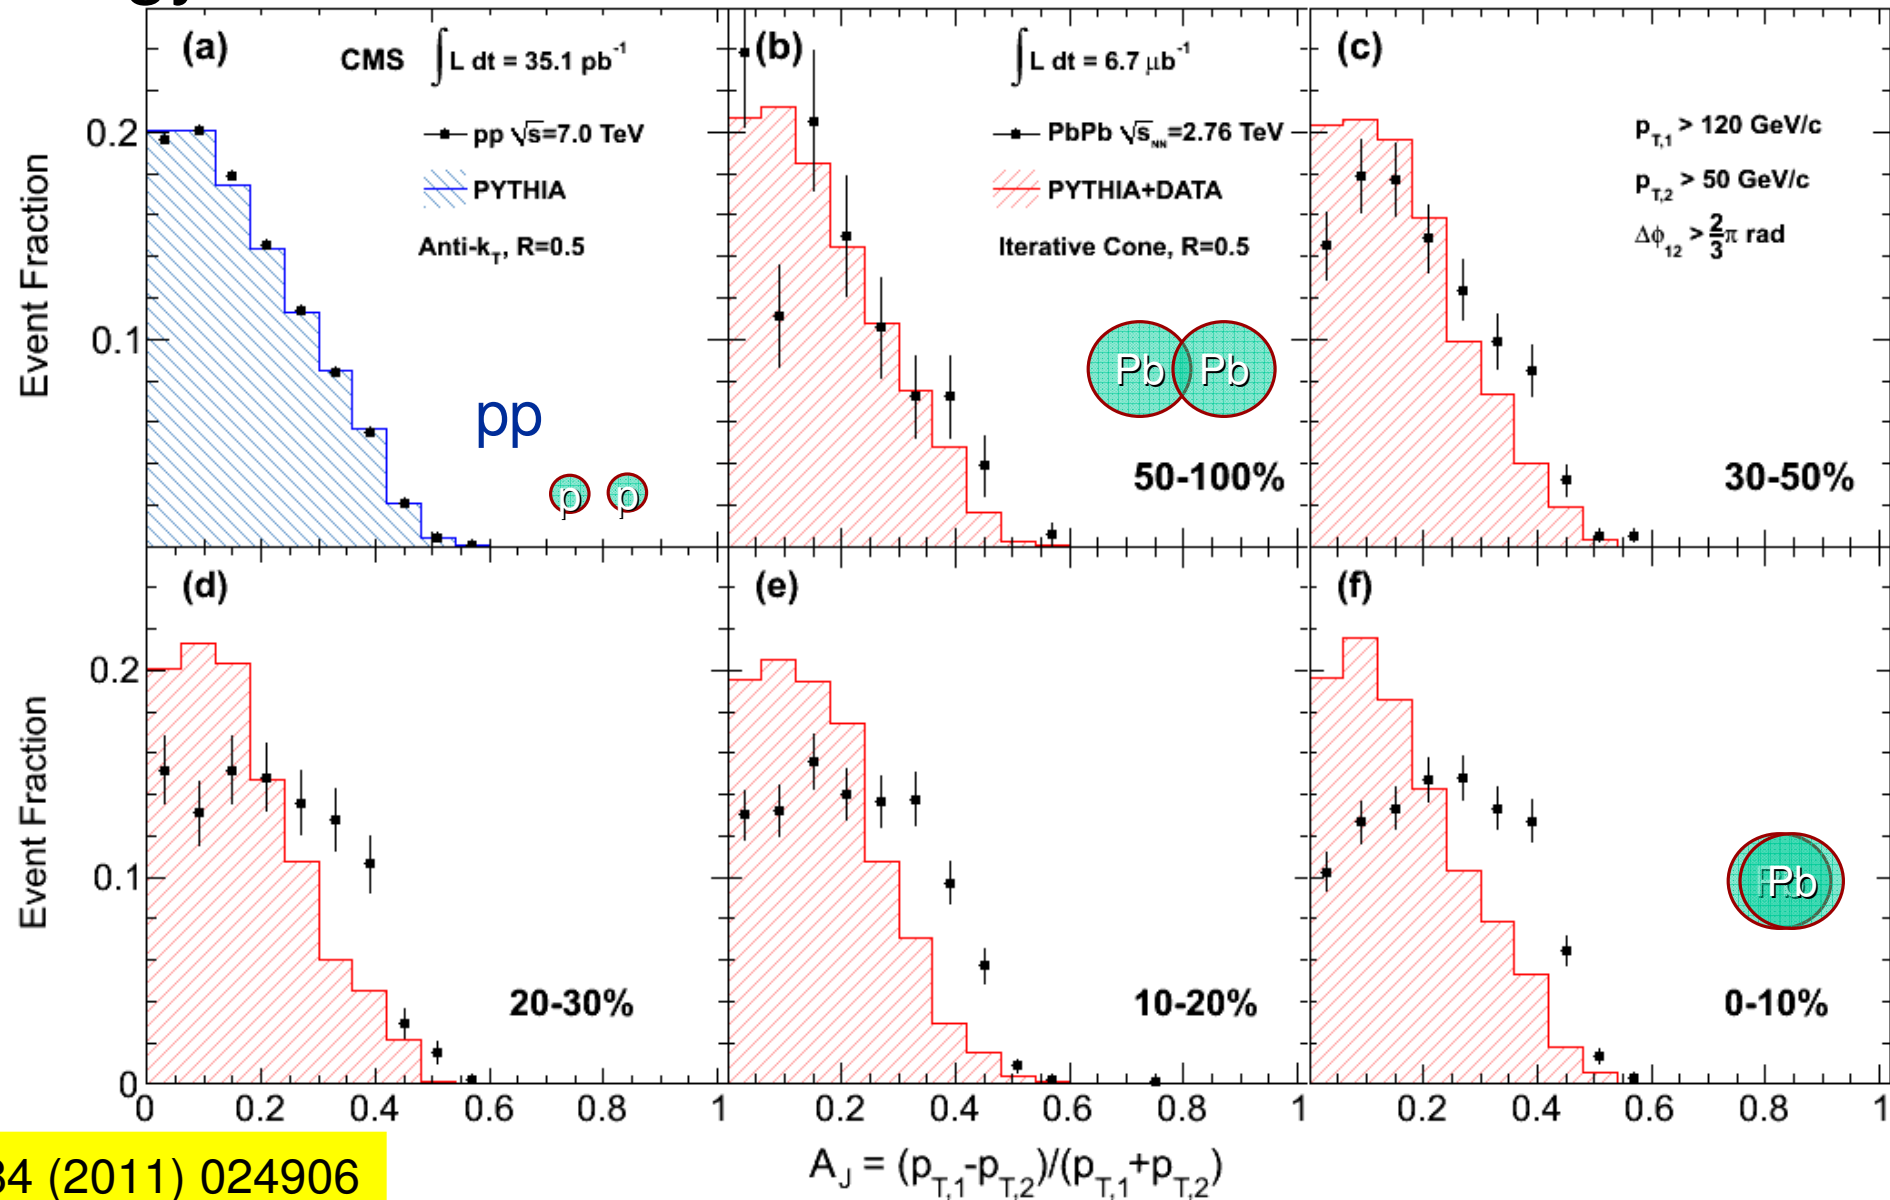 (a)
CMS ∫L dt = 35.1 pb⁻¹
pp √s=7.0 TeV
PYTHIA
Anti-k_T, R=0.5
pp
p p
(b)
∫L dt = 6.7 μb⁻¹
PbPb √s_NN=2.76 TeV
PYTHIA+DATA
Iterative Cone, R=0.5
Pb Pb
50-100%
(c)
p_T,1 > 120 GeV/c
p_T,2 > 50 GeV/c
Δϕ_12 > 2/3 π rad
30-50%
Event Fraction
0.2
0.1
(d)
20-30%
(e)
10-20%
(f)
Pb
0-10%
Event Fraction
0.2
0.1
0
0 0.2 0.4 0.6 0.8 1 0.2 0.4 0.6 0.8 1 0.2 0.4 0.6 0.8 1
A_J = (p_T,1-p_T,2)/(p_T,1+p_T,2)
34 (2011) 024906